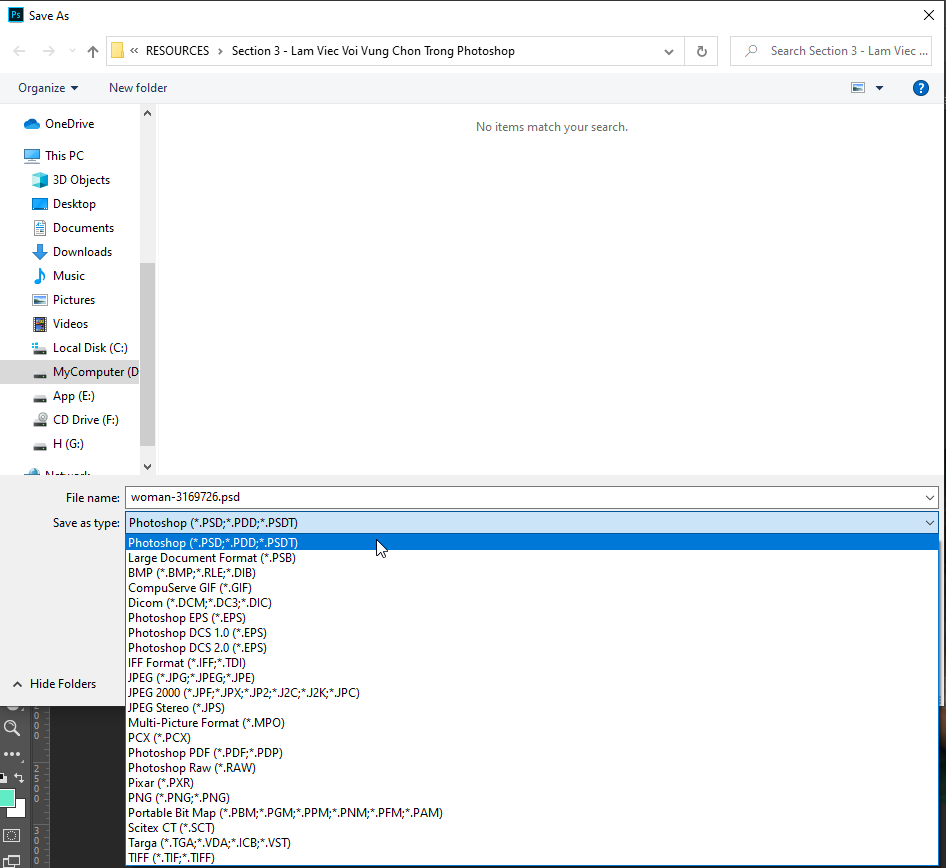 Ps Save As
« RESOURCES › Section 3 - Lam Viec Voi Vung Chon Trong Photoshop
Search Section 3 - Lam Viec ...
Organize
New folder
?
OneDrive
This PC
3D Objects
Desktop
Documents
Downloads
Music
Pictures
Videos
Local Disk (C:)
MyComputer (D
App (E:)
CD Drive (F:)
H (G:)
Network
No items match your search.
File name: woman-3169726.psd
Save as type: Photoshop (*.PSD;*.PDD;*.PSDT)
Photoshop (*.PSD;*.PDD;*.PSDT)
Large Document Format (*.PSB)
BMP (*.BMP;*.RLE;*.DIB)
CompuServe GIF (*.GIF)
Dicom (*.DCM;*.DC3;*.DIC)
Photoshop EPS (*.EPS)
Photoshop DCS 1.0 (*.EPS)
Photoshop DCS 2.0 (*.EPS)
IFF Format (*.IFF;*.TDI)
JPEG (*.JPG;*.JPEG;*.JPE)
JPEG 2000 (*.JPF;*.JPX;*.JP2;*.J2C;*.J2K;*.JPC)
JPEG Stereo (*.JPS)
Multi-Picture Format (*.MPO)
PCX (*.PCX)
Photoshop PDF (*.PDF;*.PDP)
Photoshop Raw (*.RAW)
Pixar (*.PXR)
PNG (*.PNG;*.PNG)
Portable Bit Map (*.PBM;*.PGM;*.PPM;*.PNM;*.PFM;*.PAM)
Scitex CT (*.SCT)
Targa (*.TGA;*.VDA;*.ICB;*.VST)
TIFF (*.TIF;*.TIFF)
Hide Folders
2500